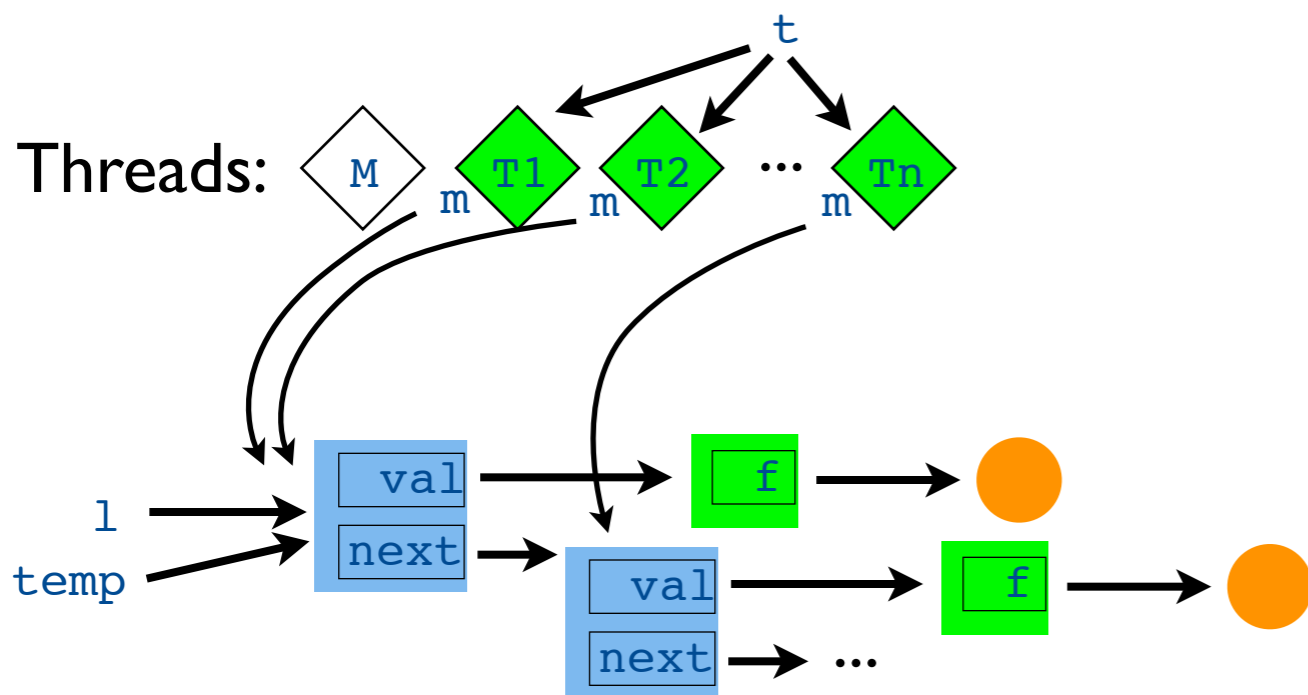 t
Threads: M T1 T2 ... Tn
m m m
val f
l
next
temp
val f
next ...